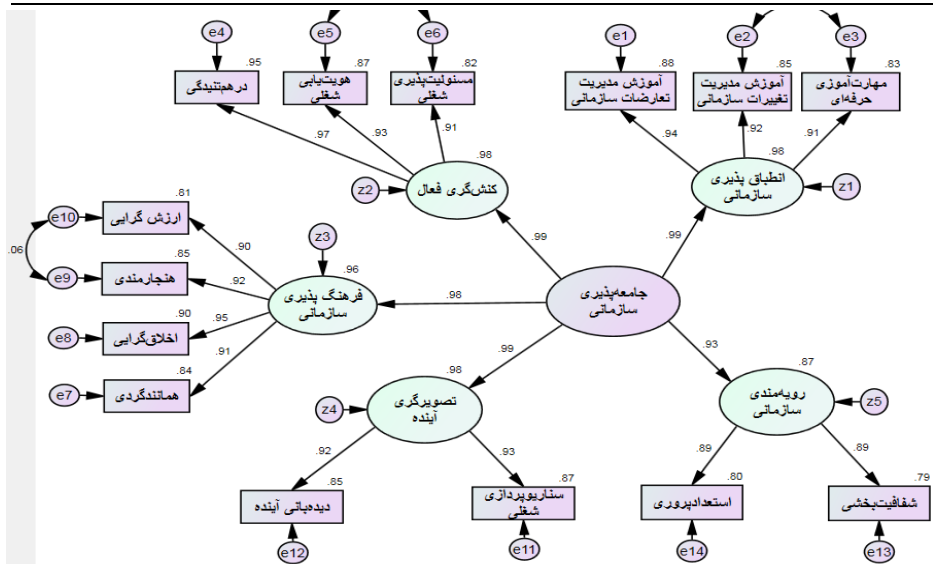 e4
e5
e6
e1
e2
e3
.95
درهم‌تنیدگی
.87
هویت‌یابی
شغلی
.82
مسئولیت‌پذیری
شغلی
.88
آموزش مدیریت
تعارضات سازمانی
.85
آموزش مدیریت
تغییرات سازمانی
.83
مهارت‌آموزی
حرفه‌ای
.97
.93
.91
.94
.92
.91
z2
.98
کنش‌گری فعال
.98
انطباق پذیری
سازمانی
z1
.99
.99
e10
.81
ارزش گرایی
.06
e9
.85
هنجارمندی
e8
.90
اخلاق‌گرایی
e7
.84
همانندگردی
.90
.92
.95
.91
z3
.96
فرهنگ پذیری
سازمانی
.98
جامعه‌پذیری
سازمانی
.99
.93
z4
.98
تصویرگری
آینده
.87
رویه‌مندی
سازمانی
z5
.92
.93
.89
.89
.85
دیده‌بانی آینده
.87
سناریوپردازی
شغلی
.80
استعدادپروری
.79
شفافیت‌بخشی
e12
e11
e14
e13